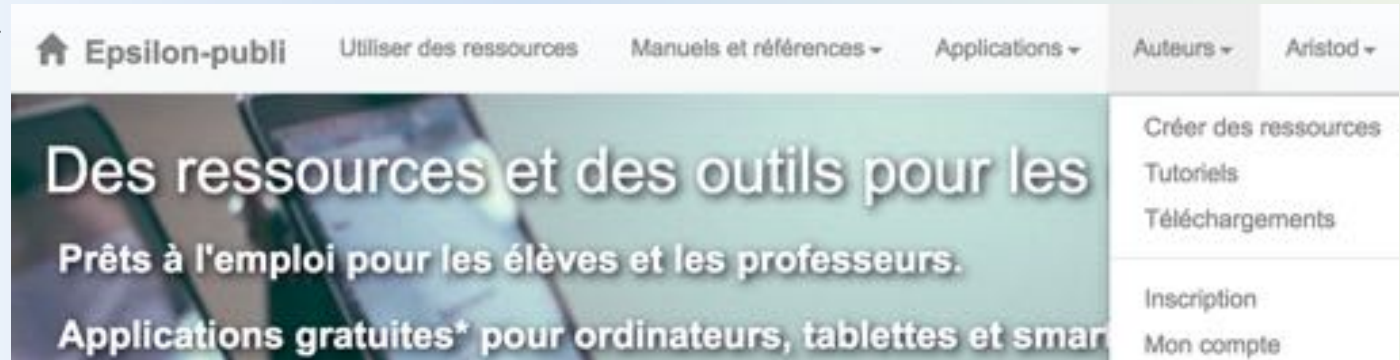 Epsilon-publi Utiliser des ressources Manuels et références Applications Auteurs Aristod
Des ressources et des outils pour les
Prêts à l'emploi pour les élèves et les professeurs.
Applications gratuites* pour ordinateurs, tablettes et smar
Créer des ressources
Tutoriels
Téléchargements
Inscription
Mon compte